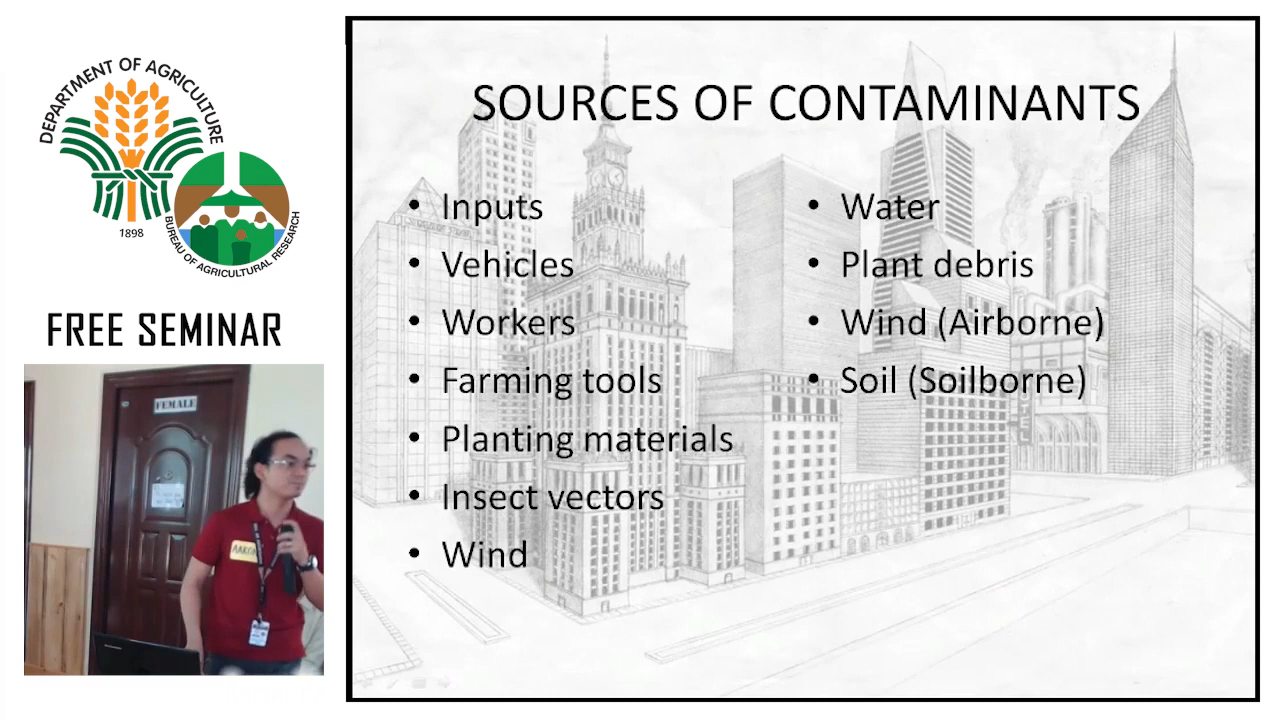 DEPARTMENT OF AGRICULTURE
1898
BUREAU OF AGRICULTURAL RESEARCH
FREE SEMINAR
FEMALE
SOURCES OF CONTAMINANTS
• Inputs
• Vehicles
• Workers
• Farming tools
• Planting materials
• Insect vectors
• Wind
• Water
• Plant debris
• Wind (Airborne)
• Soil (Soilborne)